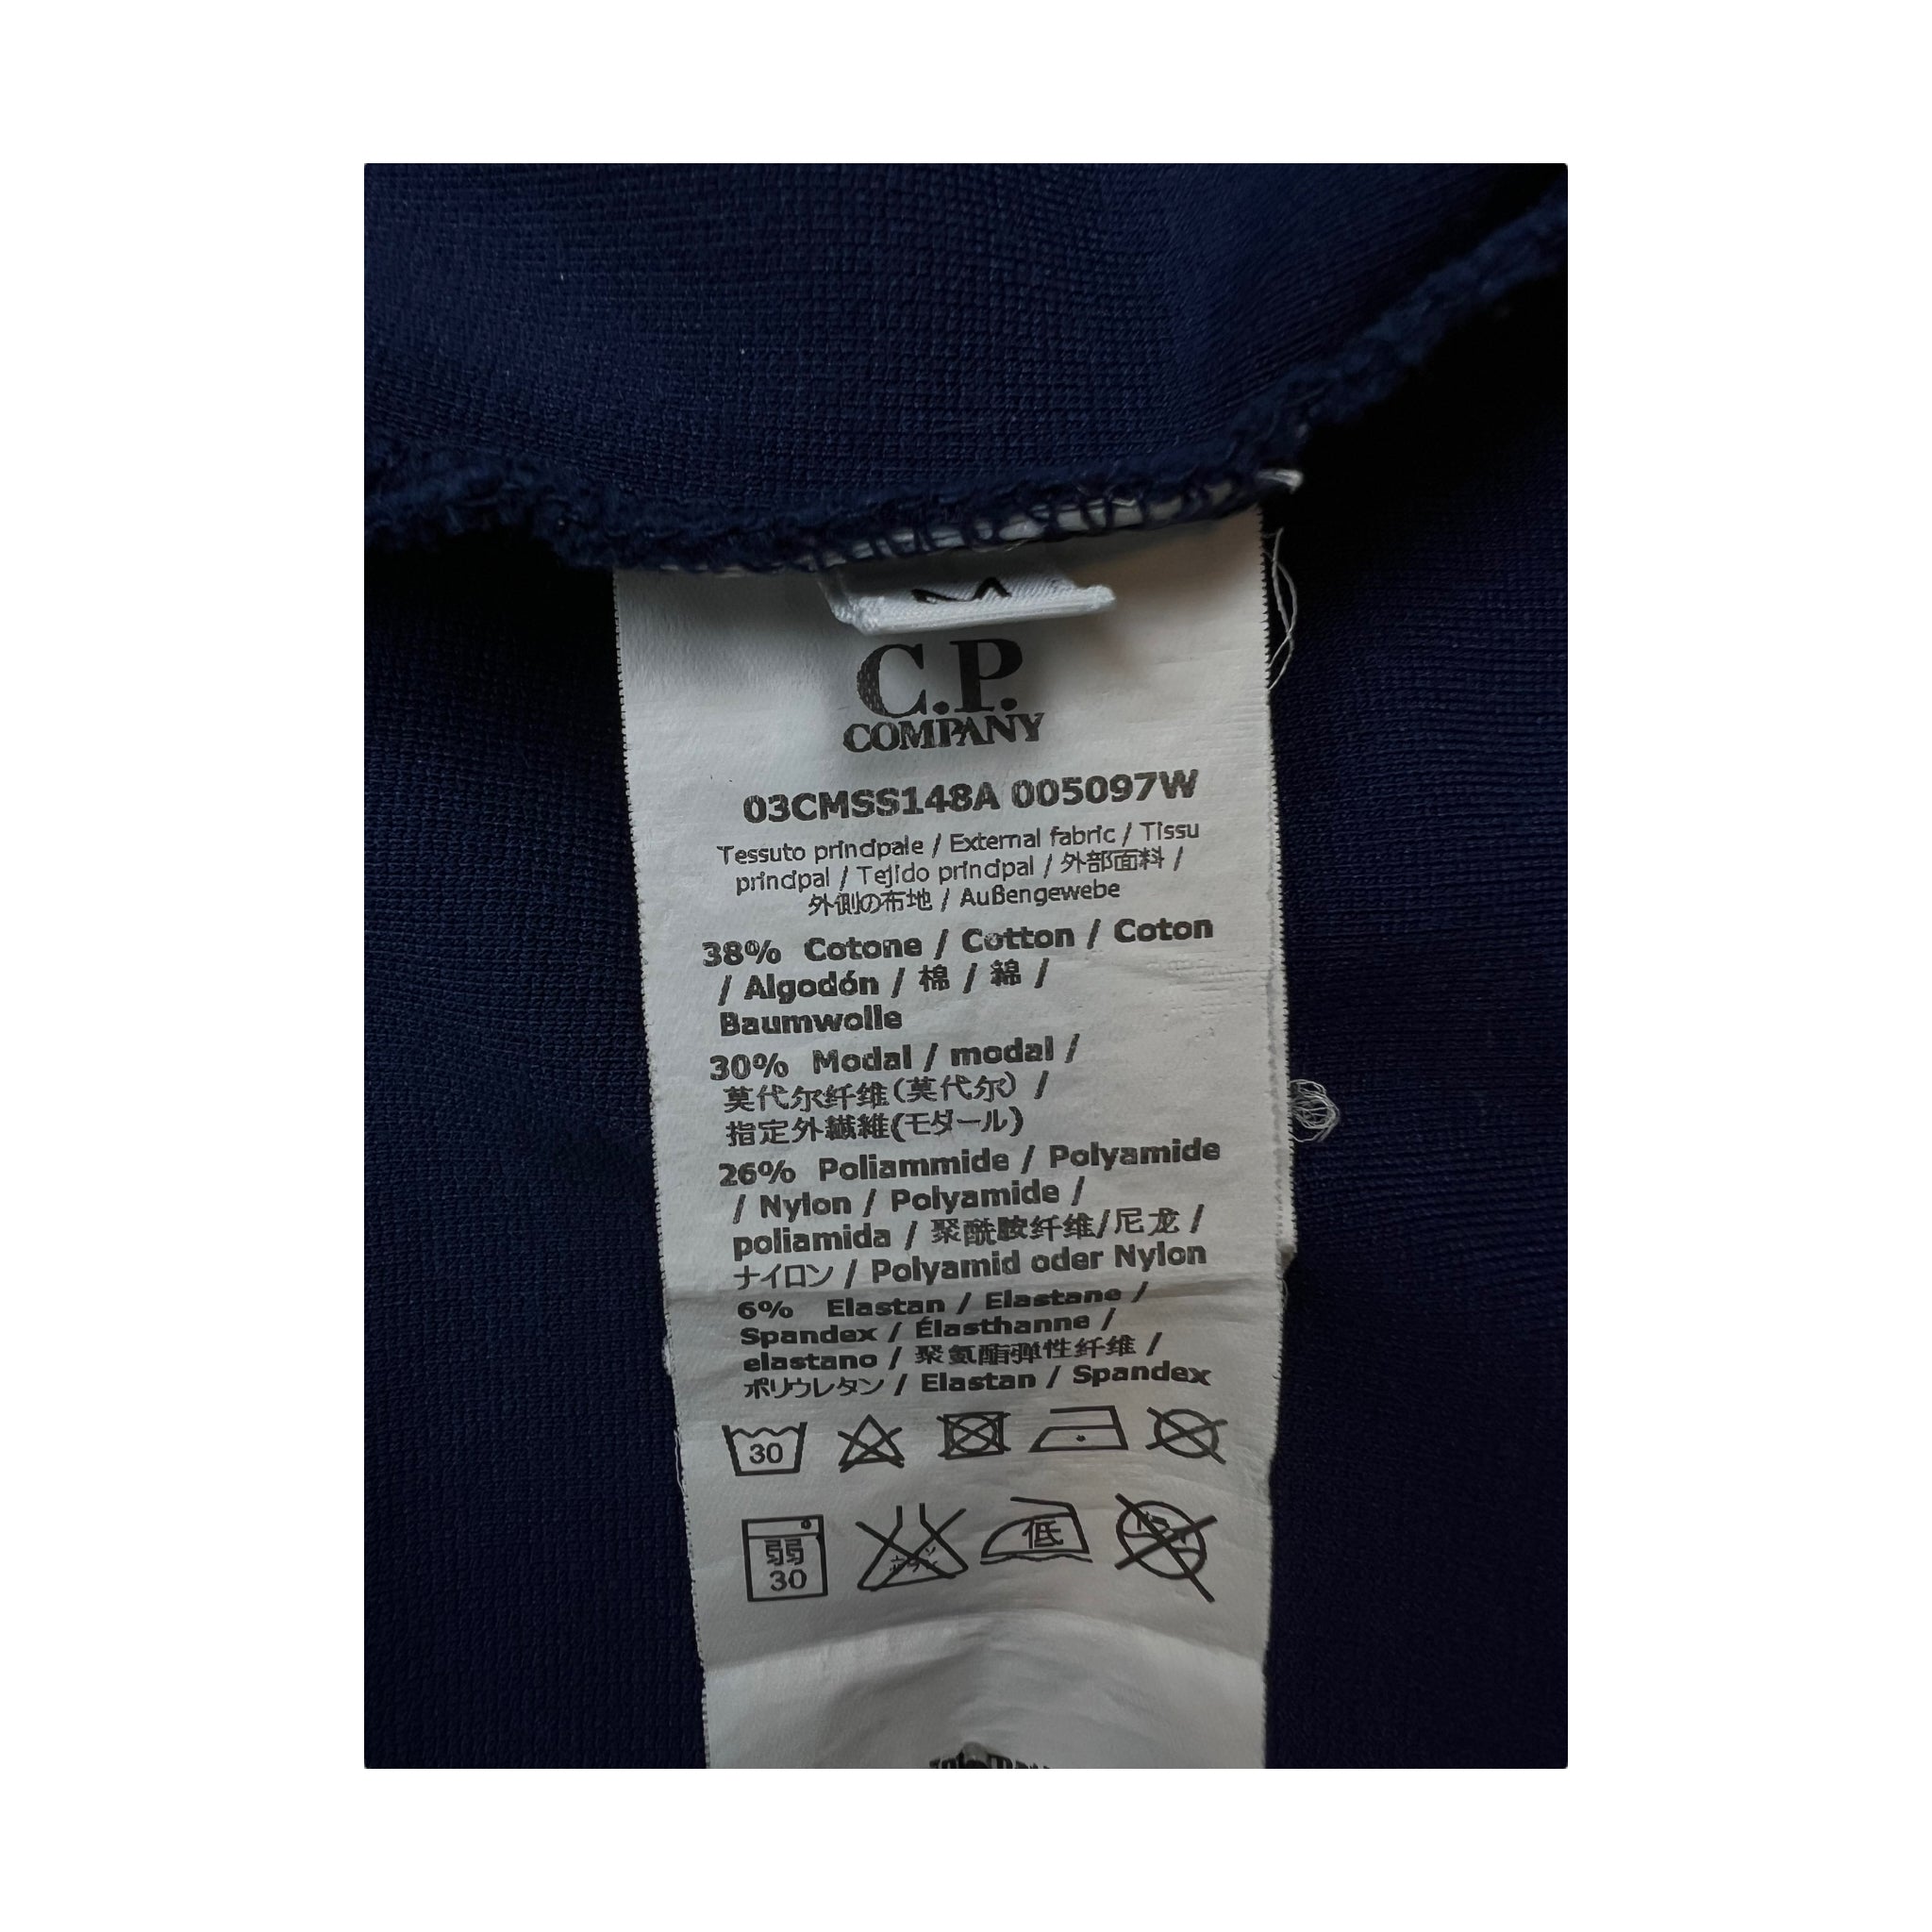 M
C.P.
COMPANY
03CMSS148A 005097W
Tessuto principale / External fabric / Tissu
principal / Tejido principal / 外部面料 /
外側の布地 / Außengewebe
38% Cotone / Cotton / Coton
/ Algodón / 棉 / 綿 /
Baumwolle
30% Modal / modal /
莫代尔纤维(莫代尔) /
指定外繊維(モダール)
26% Poliammide / Polyamide
/ Nylon / Polyamide /
poliamida / 聚酰胺纤维/尼龙 /
ナイロン / Polyamid oder Nylon
6% Elastan / Elastane /
Spandex / Élasthanne /
elastano / 聚氨酯弹性纤维 /
ポリウレタン / Elastan / Spandex
30
弱 低
30